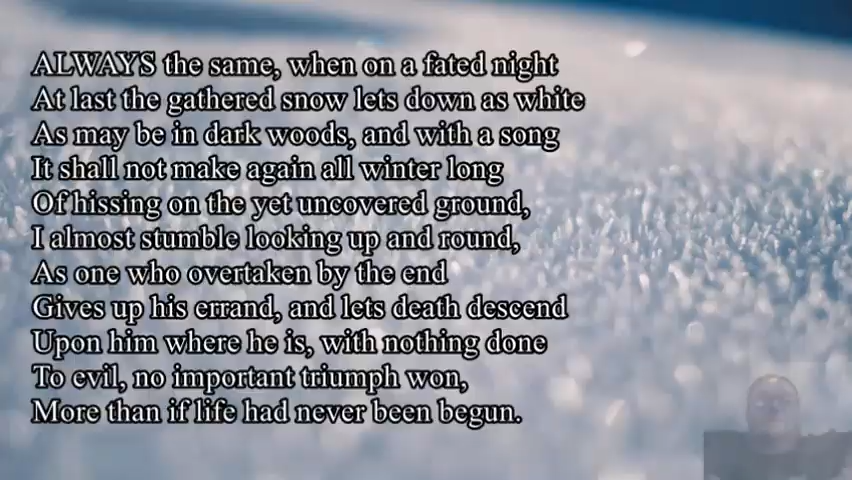 ALWAYS the same, when on a fated night
At last the gathered snow lets down as white
As may be in dark woods, and with a song
It shall not make again all winter long
Of hissing on the yet uncovered ground,
I almost stumble looking up and round,
As one who overtaken by the end
Gives up his errand, and lets death descend
Upon him where he is, with nothing done
To evil, no important triumph won,
More than if life had never been begun.